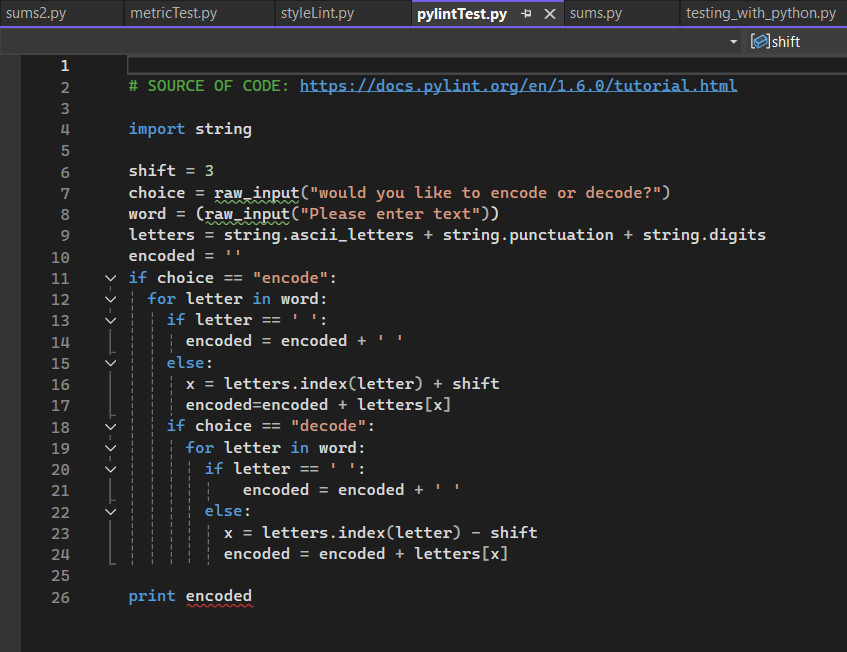 sums2.py metricTest.py styleLint.py pylintTest.py sums.py testing_with_python.py
shift
1
2 # SOURCE OF CODE: https://docs.pylint.org/en/1.6.0/tutorial.html
3
4 import string
5
6 shift = 3
7 choice = raw_input("would you like to encode or decode?")
8 word = (raw_input("Please enter text"))
9 letters = string.ascii_letters + string.punctuation + string.digits
10 encoded = ''
11 if choice == "encode":
12   for letter in word:
13     if letter == ' ':
14       encoded = encoded + ' '
15     else:
16       x = letters.index(letter) + shift
17       encoded=encoded + letters[x]
18     if choice == "decode":
19       for letter in word:
20         if letter == ' ':
21             encoded = encoded + ' '
22         else:
23           x = letters.index(letter) - shift
24           encoded = encoded + letters[x]
25
26 print encoded